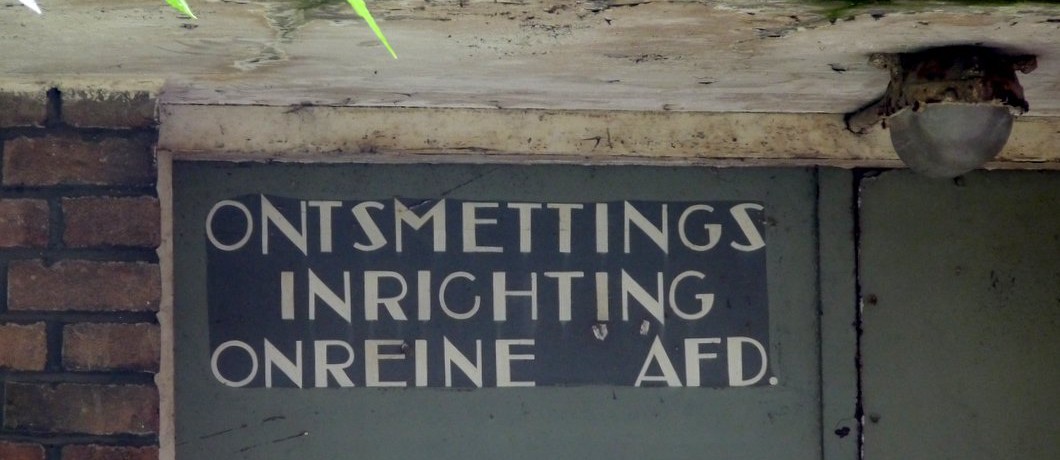 ONTSMETTINGS
INRICHTING
ONREINE AFD.